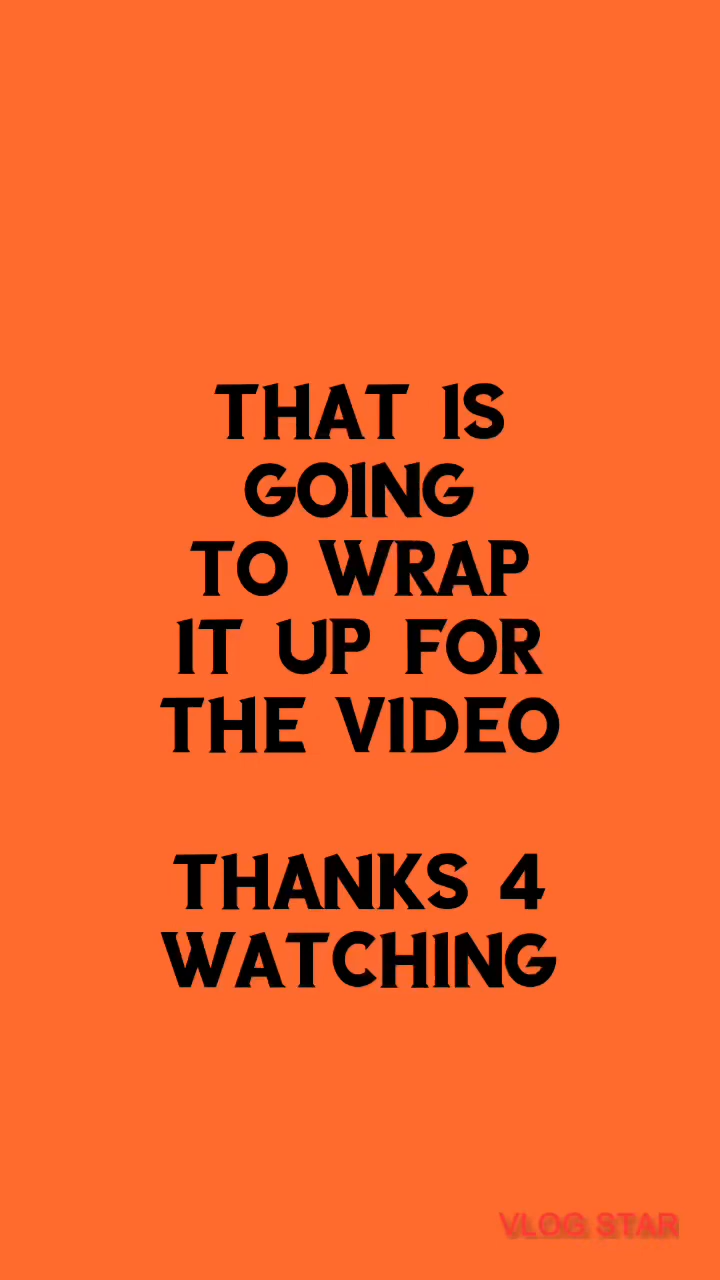 THAT IS
GOING
TO WRAP
IT UP FOR
THE VIDEO
THANKS 4
WATCHING
VLOG STAR